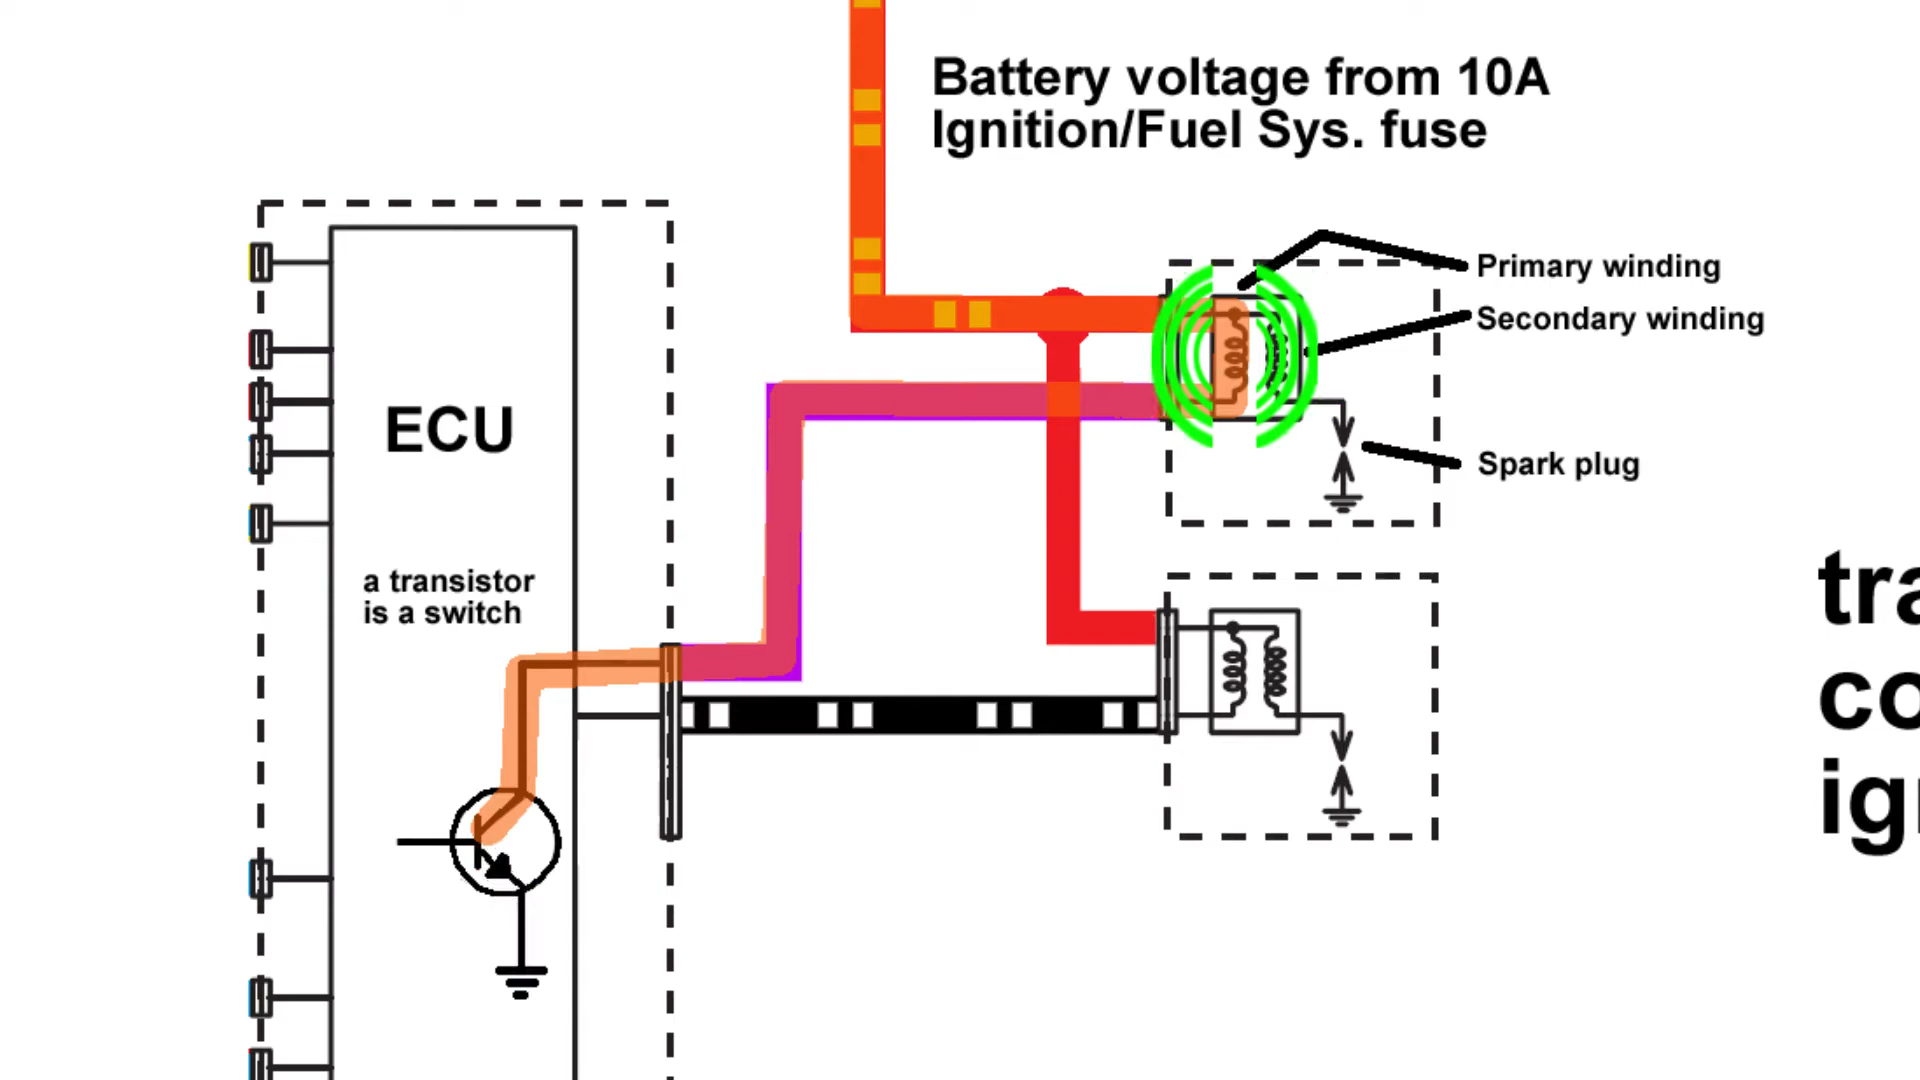 Battery voltage from 10A
Ignition/Fuel Sys. fuse
Primary winding
Secondary winding
ECU
Spark plug
a transistor
is a switch